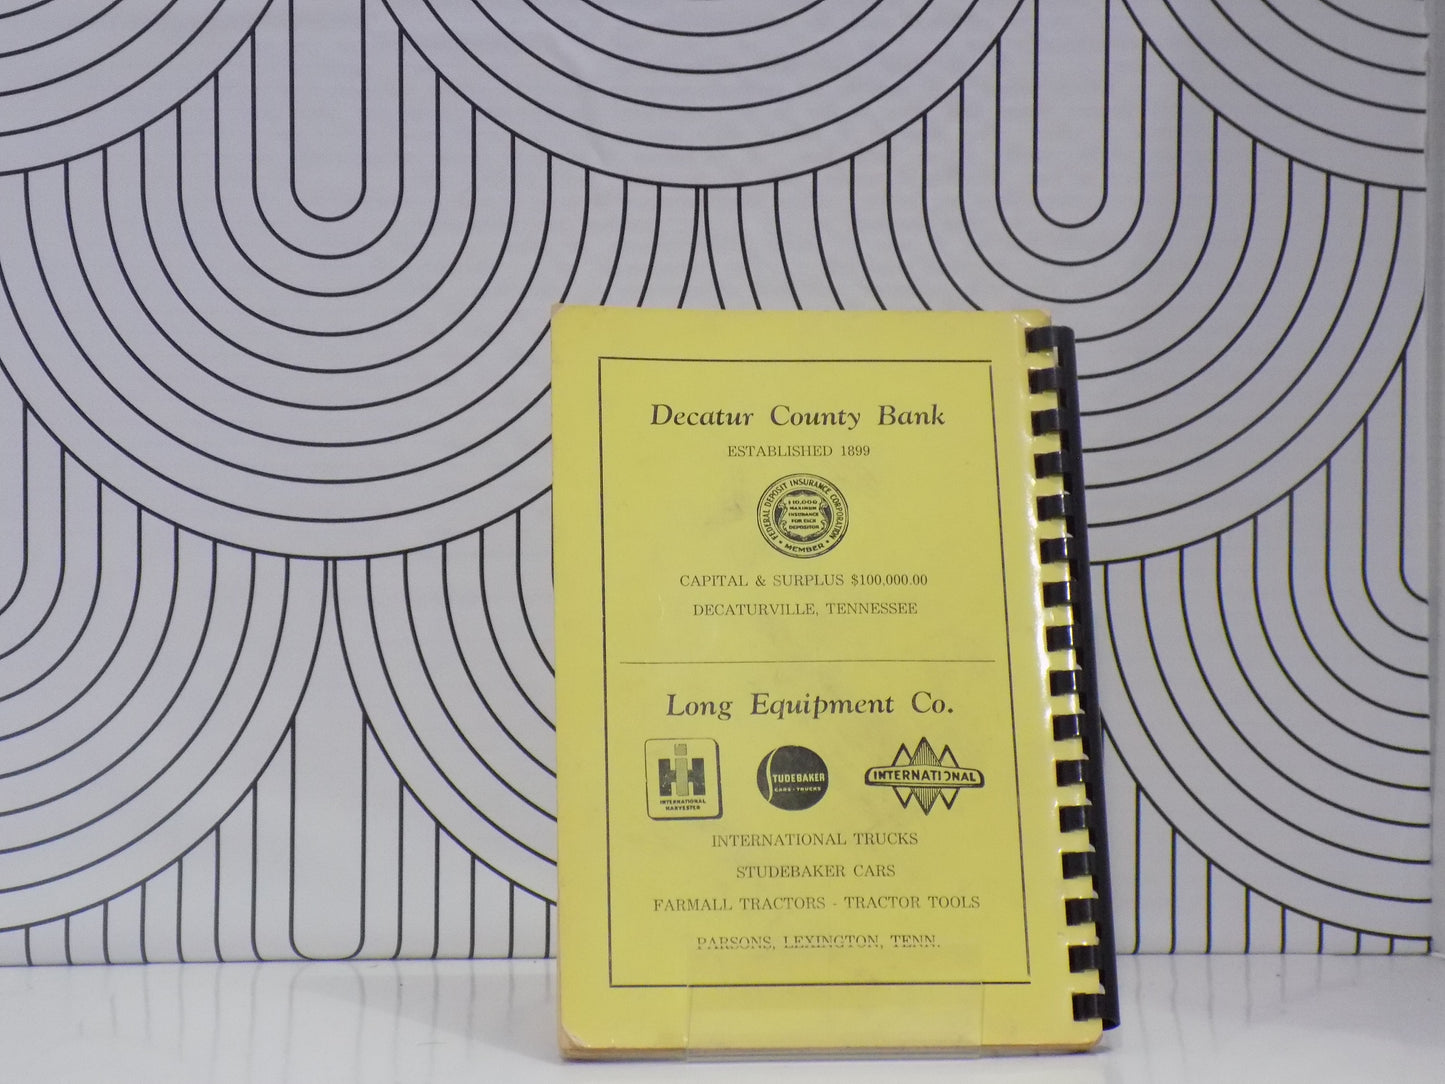 Decatur County Bank
ESTABLISHED 1899
FEDERAL DEPOSIT INSURANCE CORPORATION
$10,000
MAXIMUM
INSURANCE
FOR EACH
DEPOSITOR
MEMBER
CAPITAL & SURPLUS $100,000.00
DECATURVILLE, TENNESSEE
Long Equipment Co.
IH
INTERNATIONAL
HARVESTER
STUDEBAKER
CARS - TRUCKS
INTERNATIONAL
INTERNATIONAL TRUCKS
STUDEBAKER CARS
FARMALL TRACTORS - TRACTOR TOOLS
PARSONS, LEXINGTON, TENN.